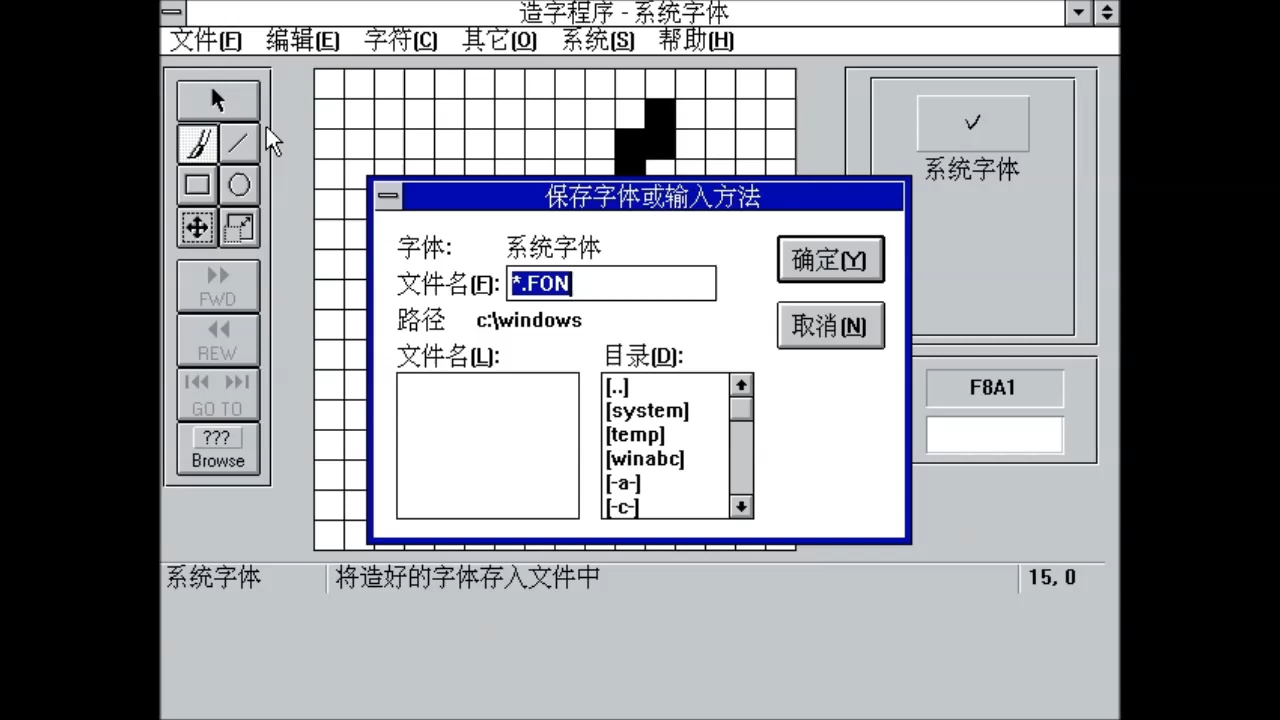 造字程序 - 系统字体
文件(F) 编辑(E) 字符(C) 其它(O) 系统(S) 帮助(H)
FWD
REW
GO TO
???
Browse
系统字体
F8A1
保存字体或输入方法
字体: 系统字体
文件名(F): *.FON
路径 c:\windows
文件名(L): 目录(D):
[..]
[system]
[temp]
[winabc]
[-a-]
[-c-]
确定(Y)
取消(N)
系统字体 将造好的字体存入文件中 15, 0